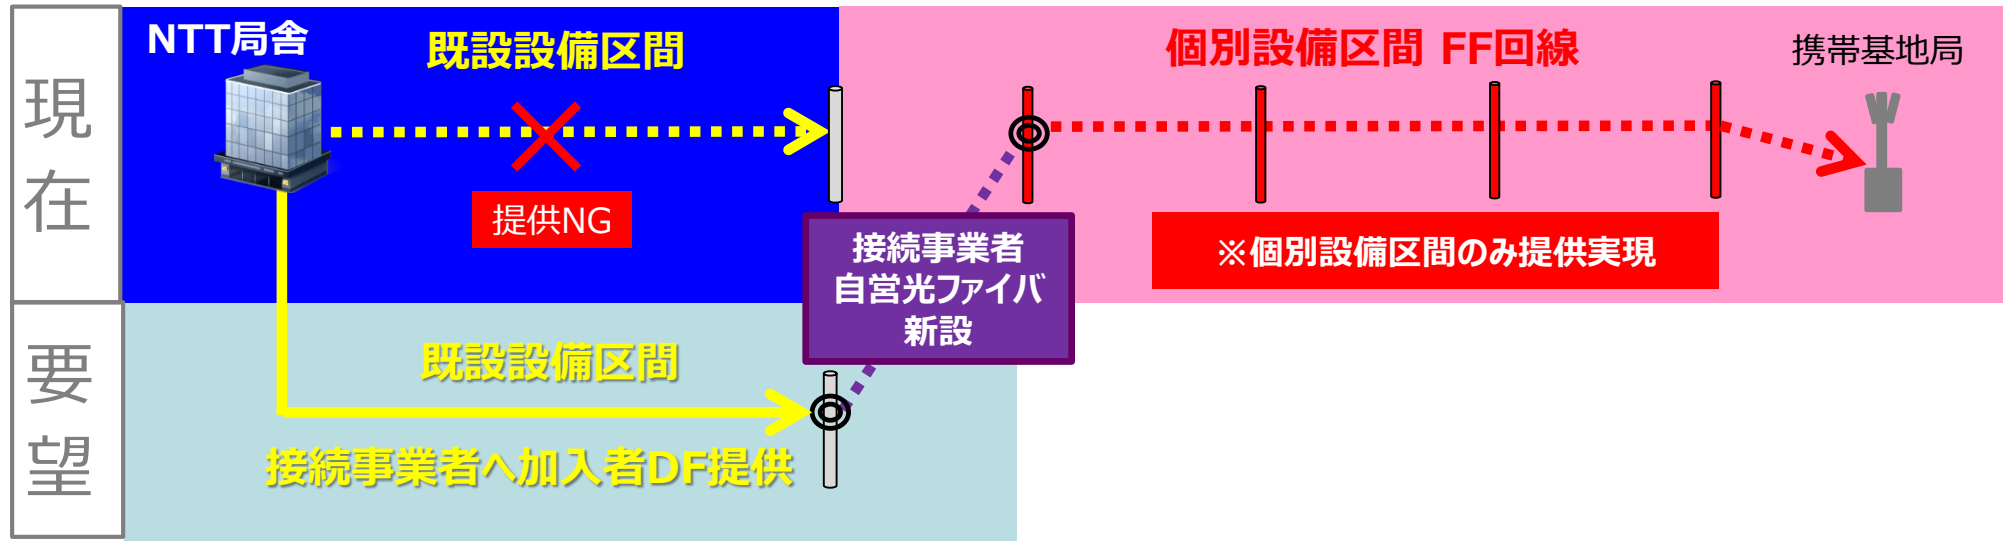 現在
NTT局舎
既設設備区間
個別設備区間 FF回線
携帯基地局
提供NG
接続事業者
自営光ファイバ
新設
※個別設備区間のみ提供実現
要望
既設設備区間
接続事業者へ加入者DF提供